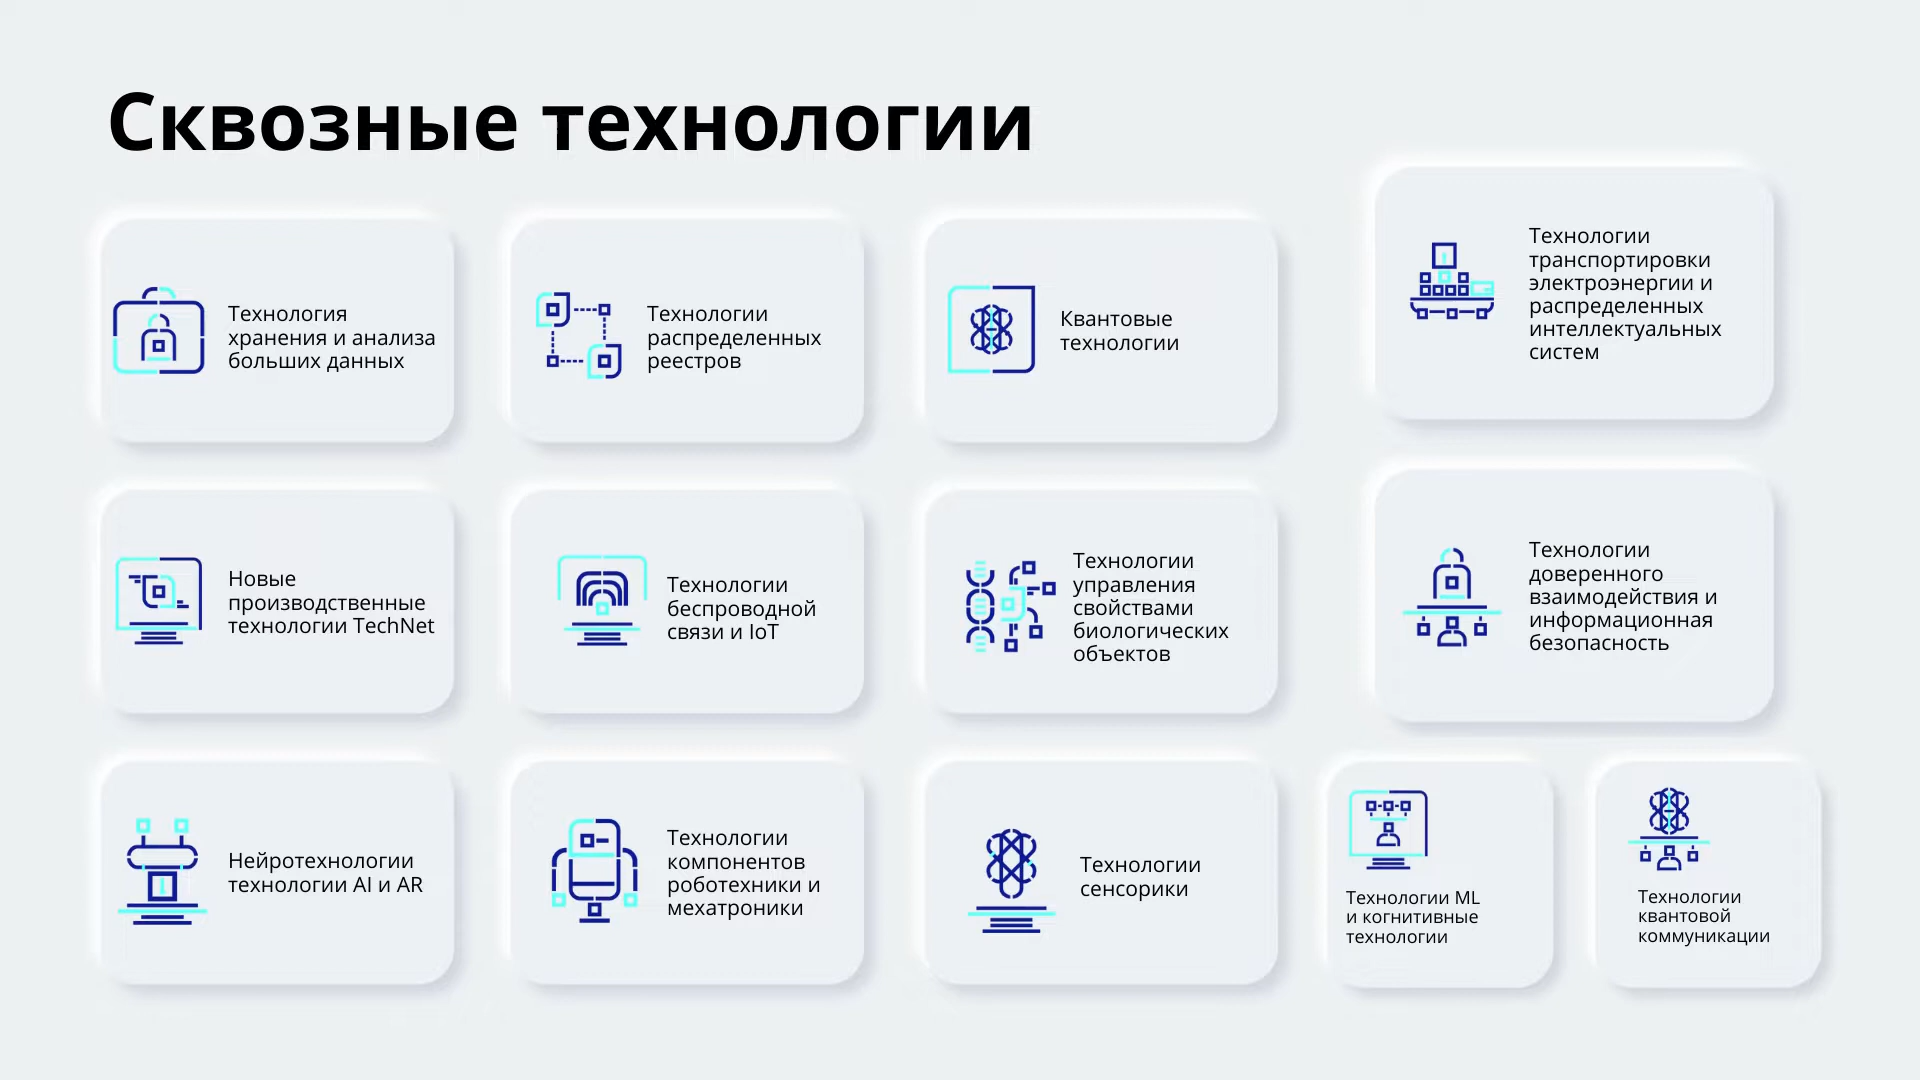 Сквозные технологии
Технология
хранения и анализа
больших данных
Технологии
распределенных
реестров
Квантовые
технологии
Технологии
транспортировки
электроэнергии и
распределенных
интеллектуальных
систем
Новые
производственные
технологии TechNet
Технологии
беспроводной
связи и IoT
Технологии
управления
свойствами
биологических
объектов
Технологии
доверенного
взаимодействия и
информационная
безопасность
Нейротехнологии
технологии AI и AR
Технологии
компонентов
роботехники и
мехатроники
Технологии
сенсорики
Технологии ML
и когнитивные
технологии
Технологии
квантовой
коммуникации